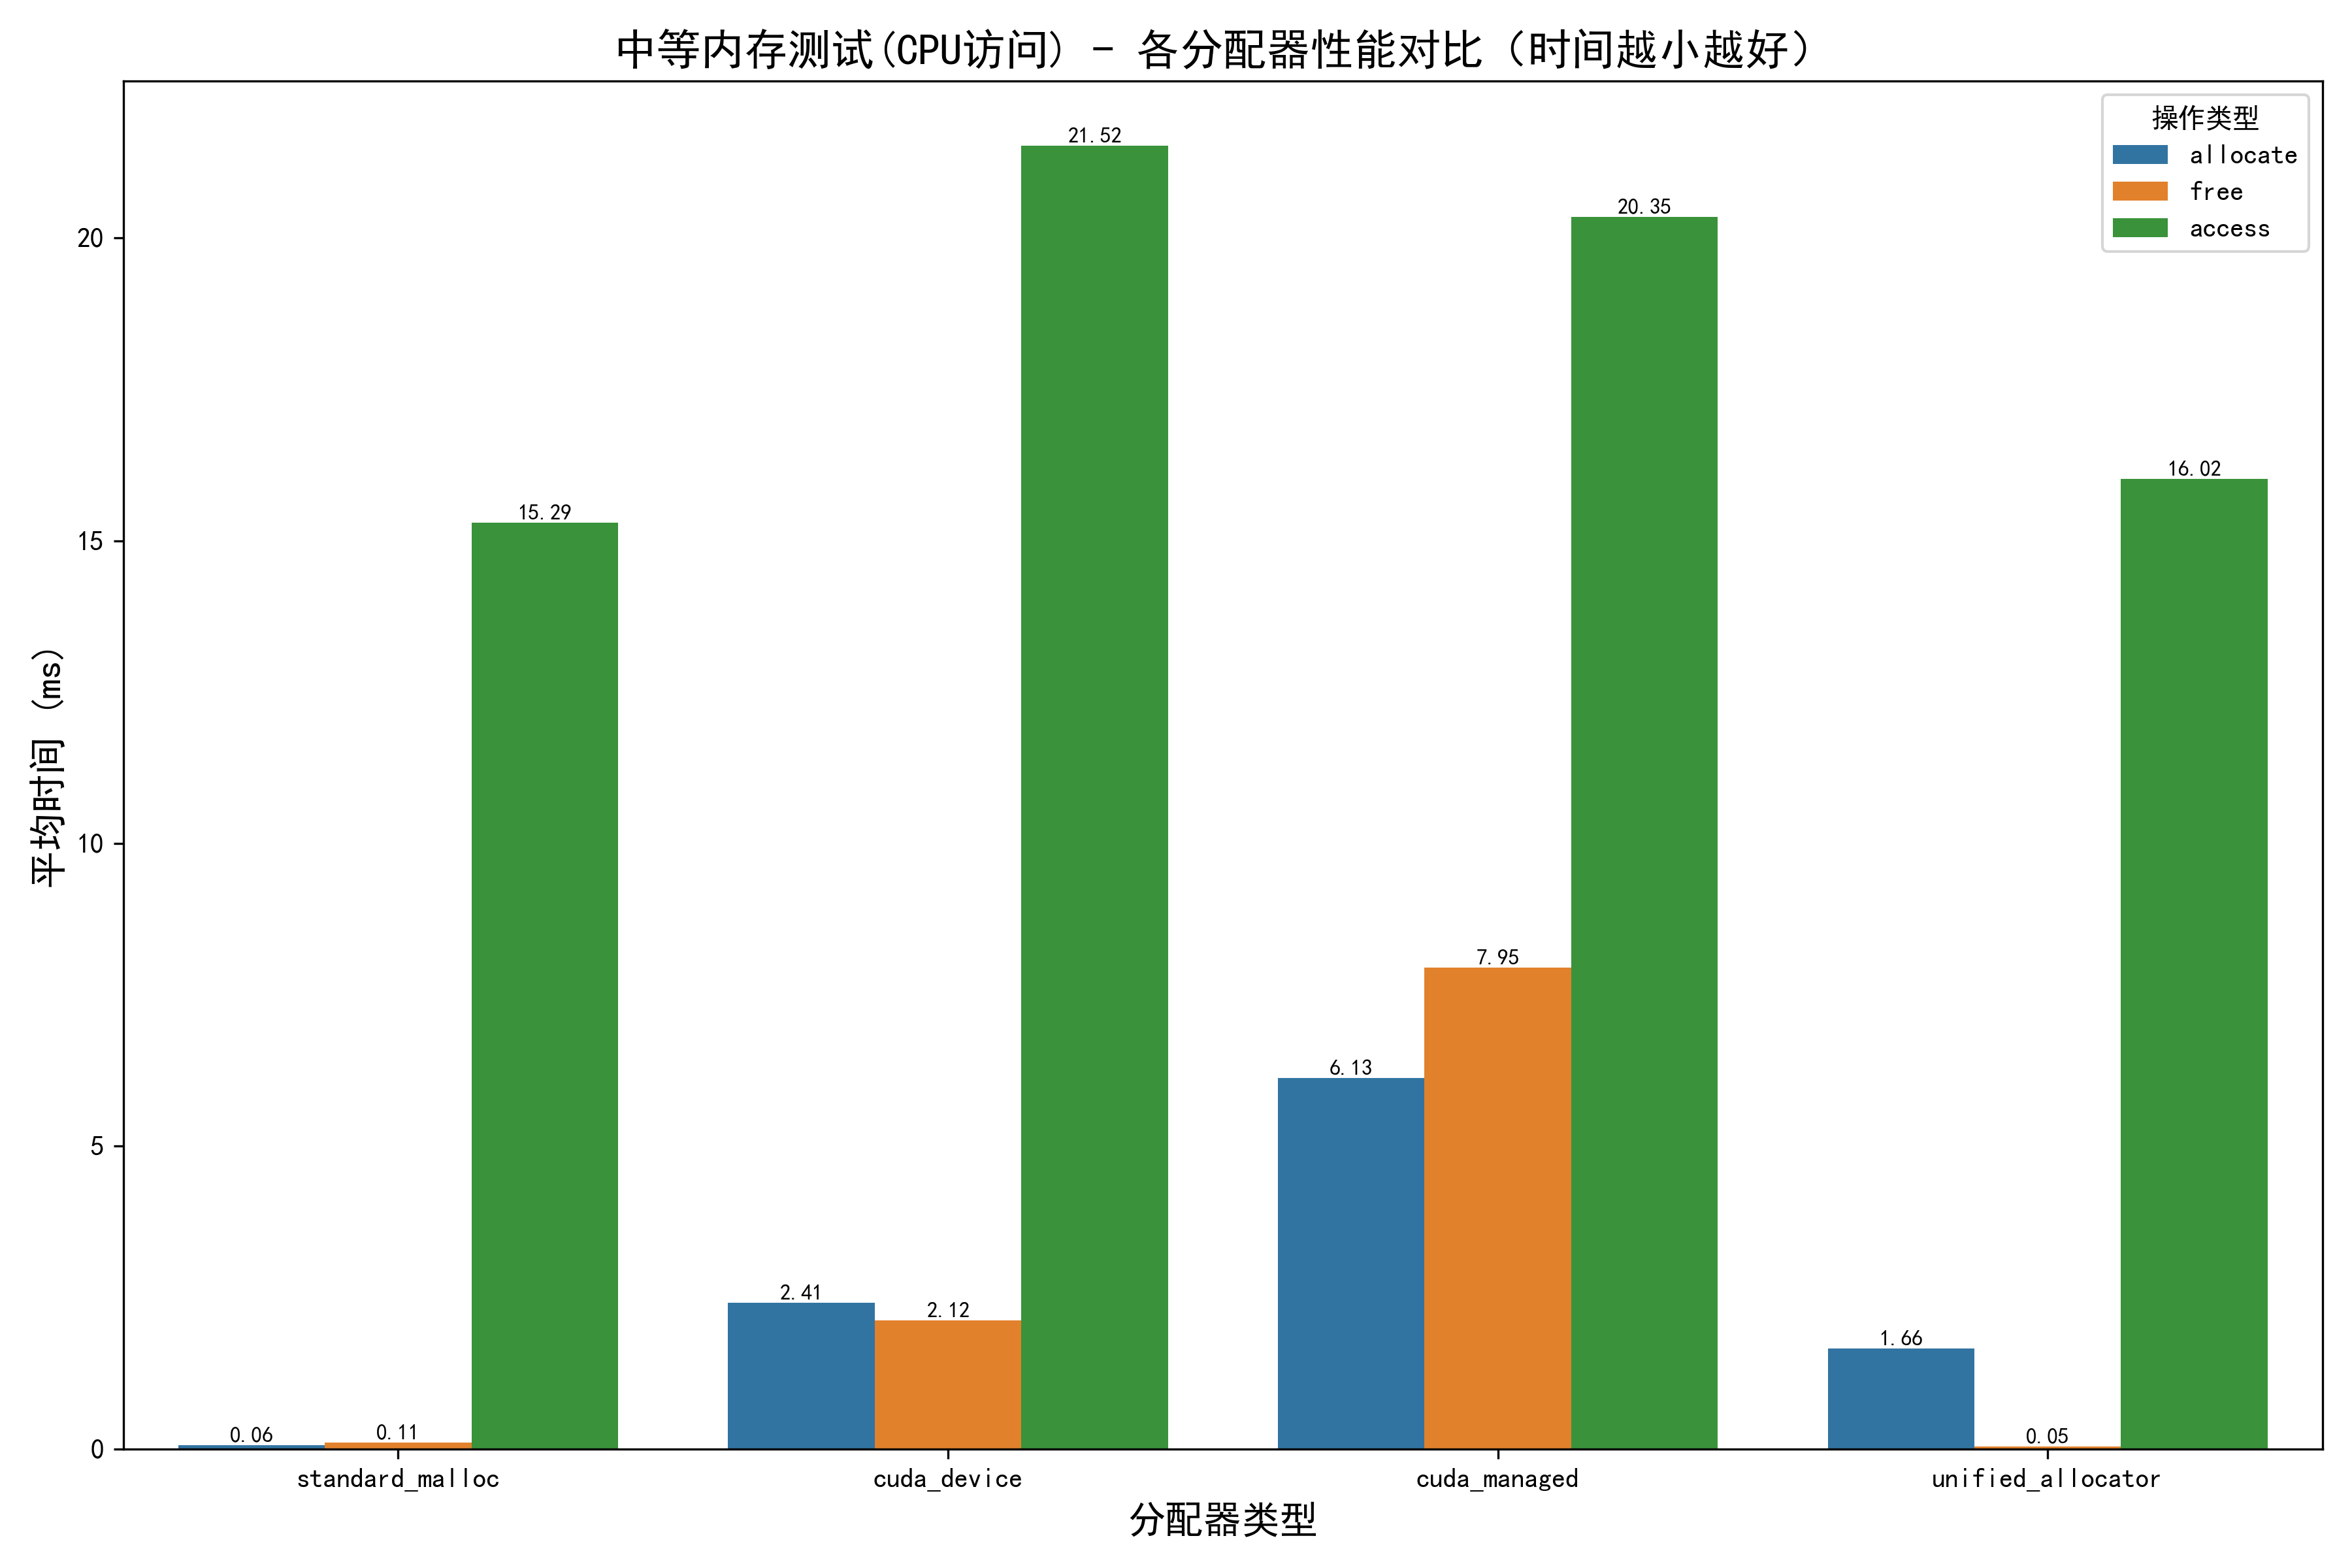 中等内存测试(CPU访问) - 各分配器性能对比（时间越小越好）
操作类型
allocate
free
access
平均时间 (ms)
20
15
10
5
0
0.06
0.11
15.29
2.41
2.12
21.52
6.13
7.95
20.35
1.66
0.05
16.02
standard_malloc
cuda_device
cuda_managed
unified_allocator
分配器类型